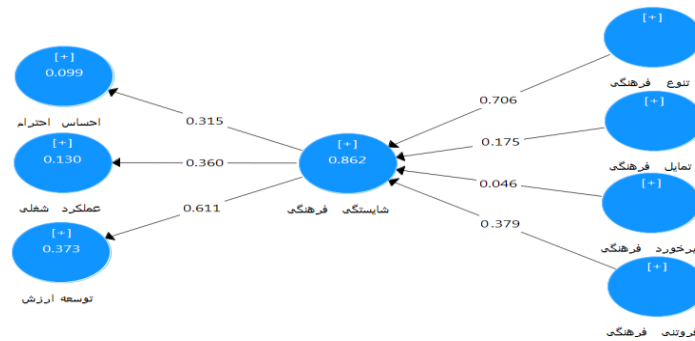 [+]
تنوع فرهنگی
[+]
0.099
احساس احترام
0.706
[+]
تمایل فرهنگی
0.315
0.175
[+]
0.130
عملکرد شغلی
0.360
[+]
0.862
شایستگی فرهنگی
0.046
[+]
برخورد فرهنگی
0.611
0.379
[+]
0.373
توسعه ارزش
[+]
فروتنی فرهنگی